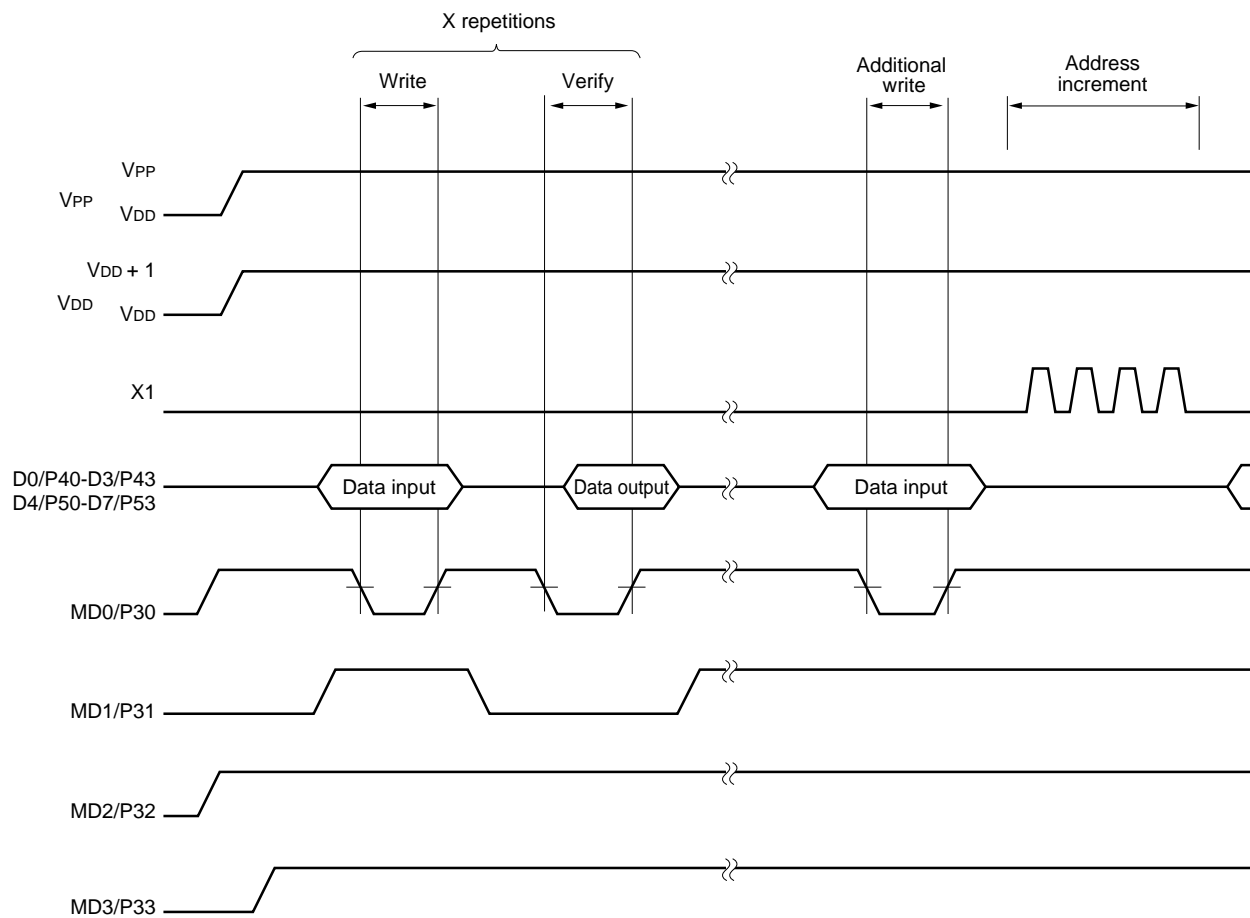 X repetitions
Write
Verify
Additional
write
Address
increment
VPP
VPP
VDD
VDD + 1
VDD
VDD
X1
D0/P40-D3/P43
D4/P50-D7/P53
Data input
Data output
Data input
MD0/P30
MD1/P31
MD2/P32
MD3/P33